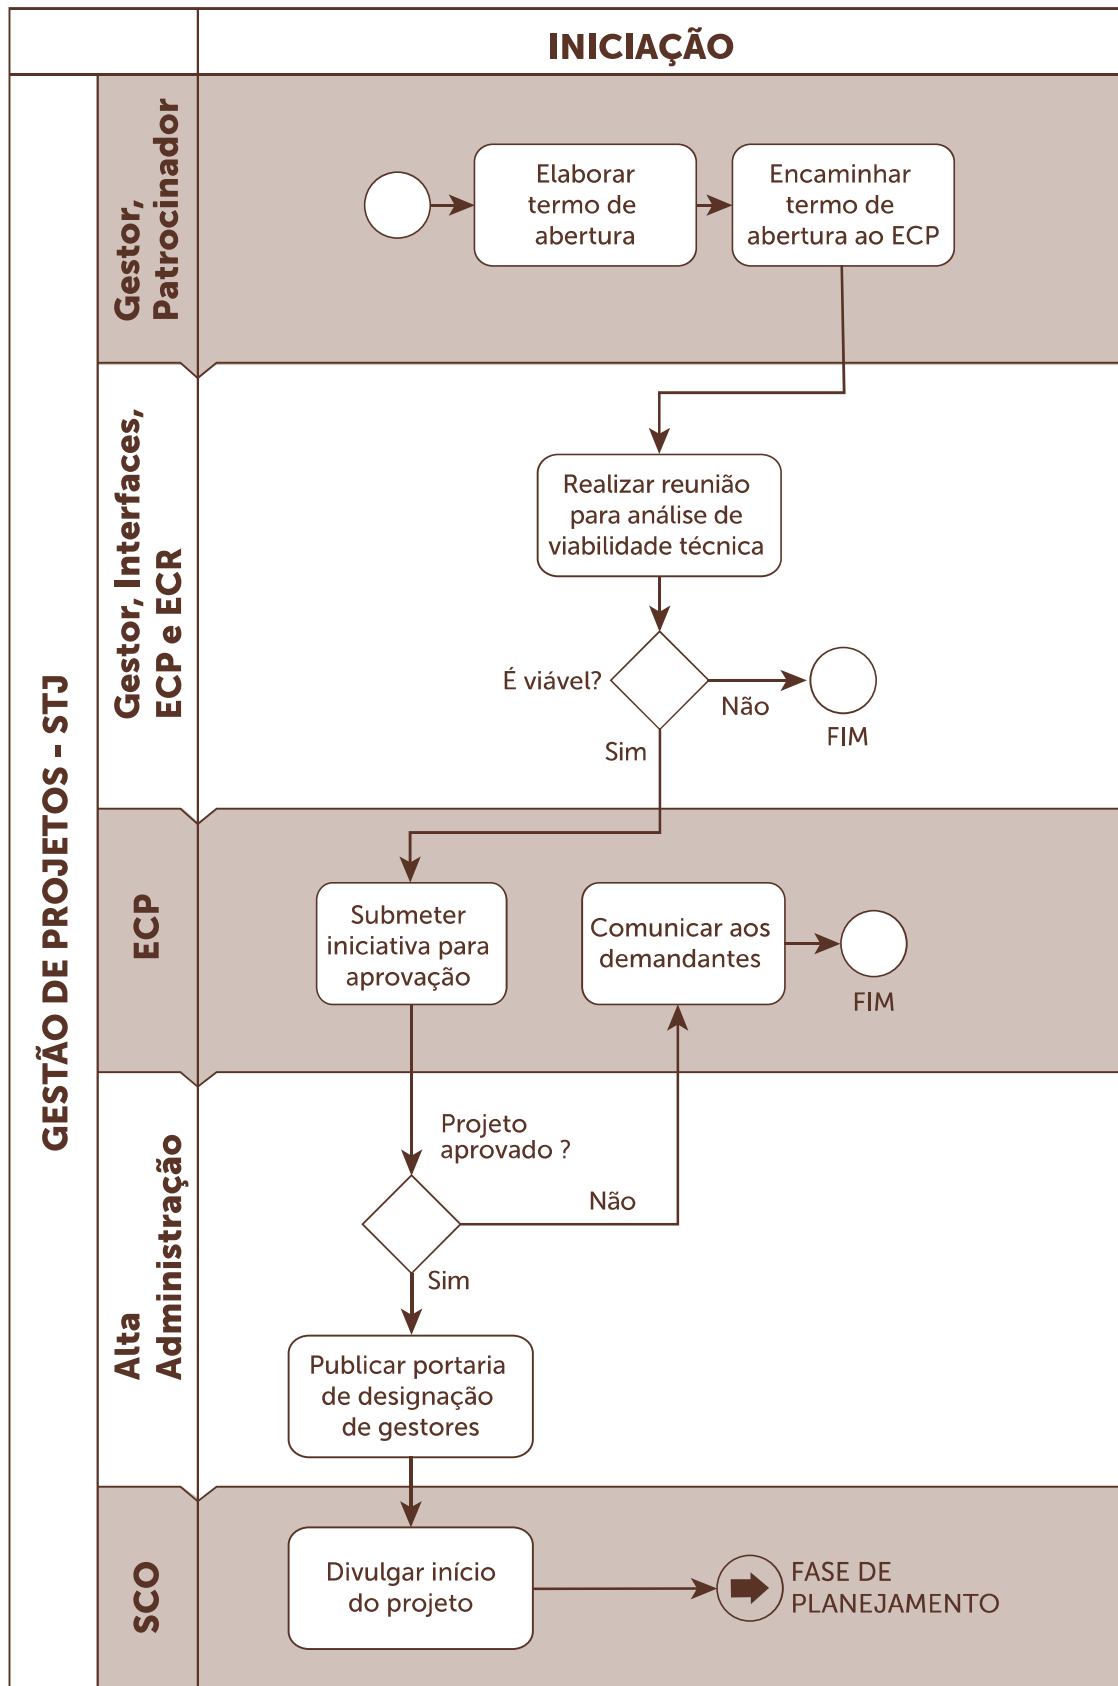 INICIAÇÃO
GESTÃO DE PROJETOS - STJ
Gestor,
Patrocinador
Elaborar
termo de
abertura
Encaminhar
termo de
abertura ao ECP
Gestor, Interfaces,
ECP e ECR
Realizar reunião
para análise de
viabilidade técnica
É viável?
Não
FIM
Sim
ECP
Submeter
iniciativa para
aprovação
Comunicar aos
demandantes
FIM
Alta
Administração
Projeto
aprovado ?
Não
Sim
Publicar portaria
de designação
de gestores
SCO
Divulgar início
do projeto
FASE DE
PLANEJAMENTO